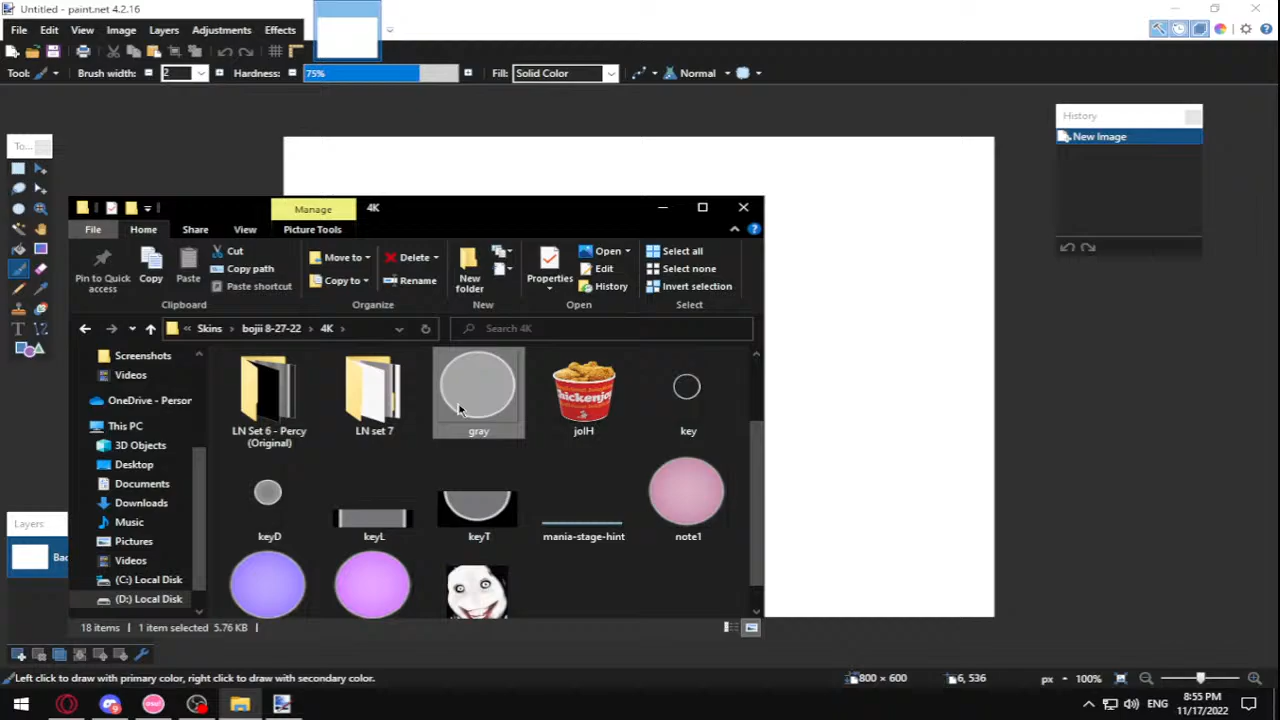 Untitled - paint.net 4.2.16
File Edit View Image Layers Adjustments Effects
Tool: Brush width: 2 Hardness: 75% Fill: Solid Color Normal
To...
History
New Image
Manage 4K
File Home Share View Picture Tools
Pin to Quick access
Copy
Paste
Cut
Copy path
Paste shortcut
Clipboard
Move to
Copy to
Delete
Rename
Organize
New folder
New
Properties
Open
Edit
History
Open
Select all
Select none
Invert selection
Select
« Skins > bojii 8-27-22 > 4K >
Search 4K
Screenshots
Videos
OneDrive - Person
This PC
3D Objects
Desktop
Documents
Downloads
Music
Pictures
Videos
(C:) Local Disk
(D:) Local Disk
LN Set 6 - Percy (Original)
LN set 7
gray
Chickenjoy
jolH
key
keyD
keyL
keyT
mania-stage-hint
note1
18 items 1 item selected 5.76 KB
Layers
Bac
Left click to draw with primary color, right click to draw with secondary color.
800 × 600
6, 536
px
100%
osu!
ENG
8:55 PM
11/17/2022